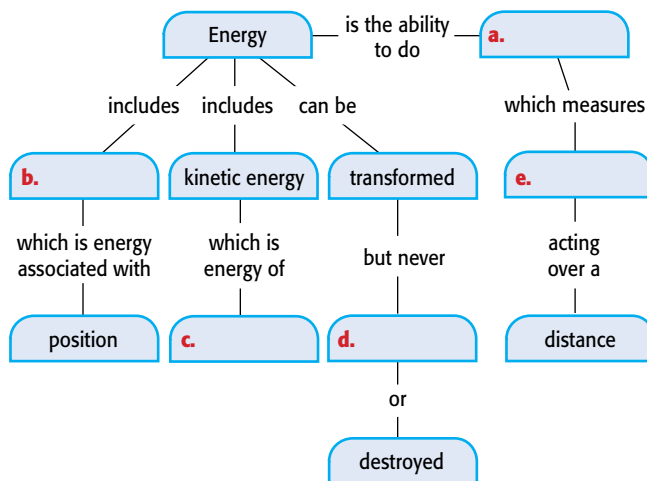 Energy
is the ability
to do
a.
includes
includes
can be
which measures
b.
kinetic energy
transformed
e.
which is energy
associated with
which is
energy of
but never
acting
over a
position
c.
d.
distance
or
destroyed